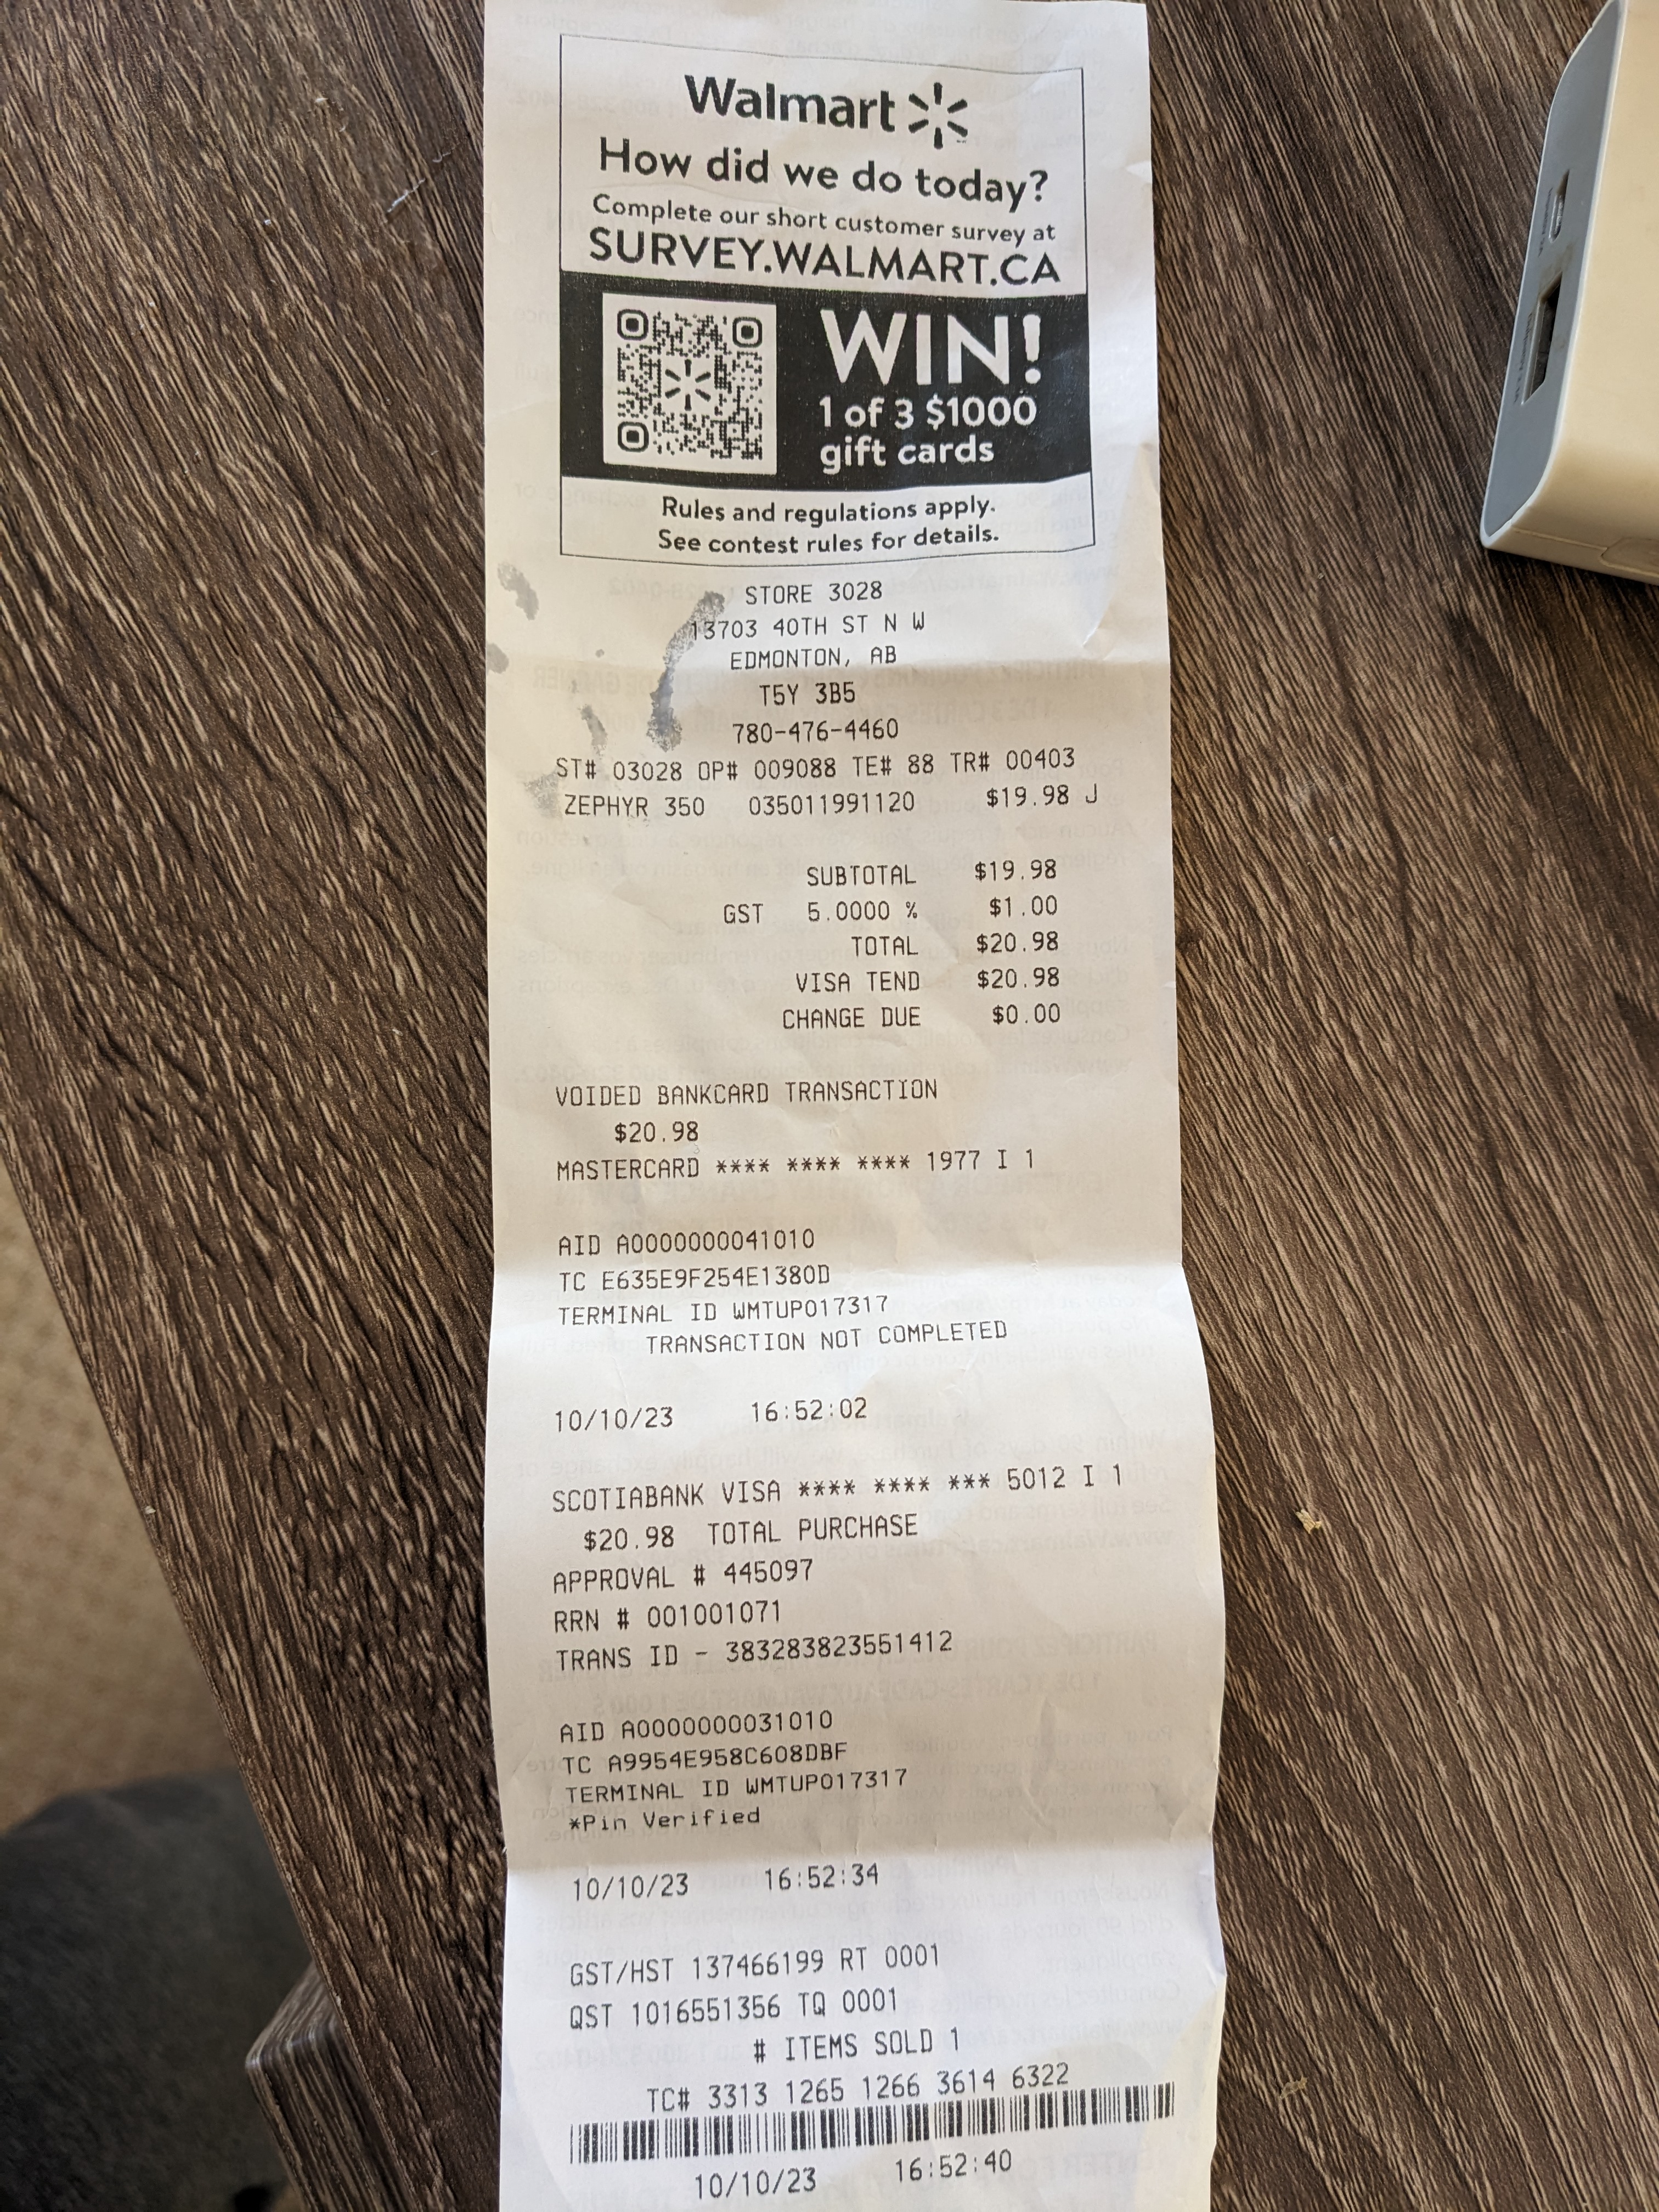 Walmart
How did we do today?
Complete our short customer survey at
SURVEY.WALMART.CA
WIN!
1 of 3 $1000
gift cards
Rules and regulations apply.
See contest rules for details.
STORE 3028
13703 40TH ST N W
EDMONTON, AB
T5Y 3B5
780-476-4460
ST# 03028 OP# 009088 TE# 88 TR# 00403
ZEPHYR 350 035011991120 $19.98 J
SUBTOTAL $19.98
GST 5.0000 % $1.00
TOTAL $20.98
VISA TEND $20.98
CHANGE DUE $0.00
VOIDED BANKCARD TRANSACTION
$20.98
MASTERCARD **** **** **** 1977 I 1
AID A0000000041010
TC E635E9F254E1380D
TERMINAL ID WMTUP017317
TRANSACTION NOT COMPLETED
10/10/23 16:52:02
SCOTIABANK VISA **** **** *** 5012 I 1
$20.98 TOTAL PURCHASE
APPROVAL # 445097
RRN # 001001071
TRANS ID - 383283823551412
AID A0000000031010
TC A9954E958C608DBF
TERMINAL ID WMTUP017317
*Pin Verified
10/10/23 16:52:34
GST/HST 137466199 RT 0001
QST 1016551356 TQ 0001
# ITEMS SOLD 1
TC# 3313 1265 1266 3614 6322
10/10/23 16:52:40